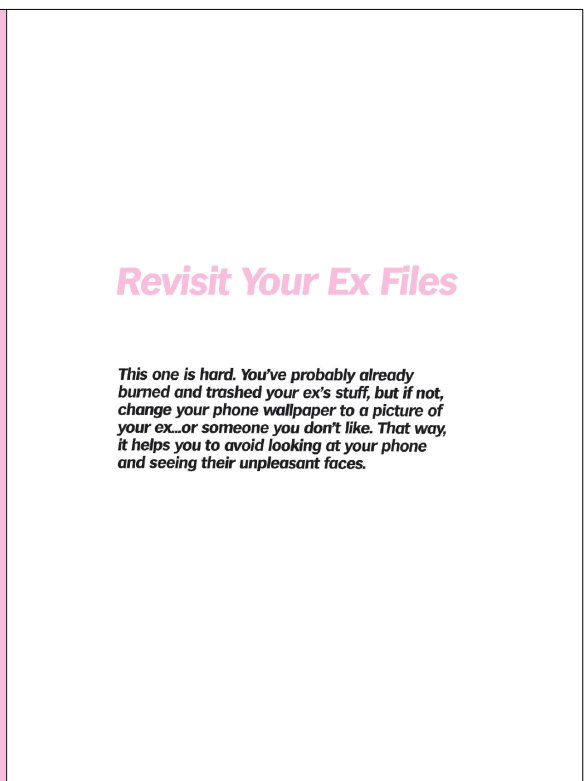 Revisit Your Ex Files
This one is hard. You've probably already
burned and trashed your ex's stuff, but if not,
change your phone wallpaper to a picture of
your ex...or someone you don't like. That way,
it helps you to avoid looking at your phone
and seeing their unpleasant faces.